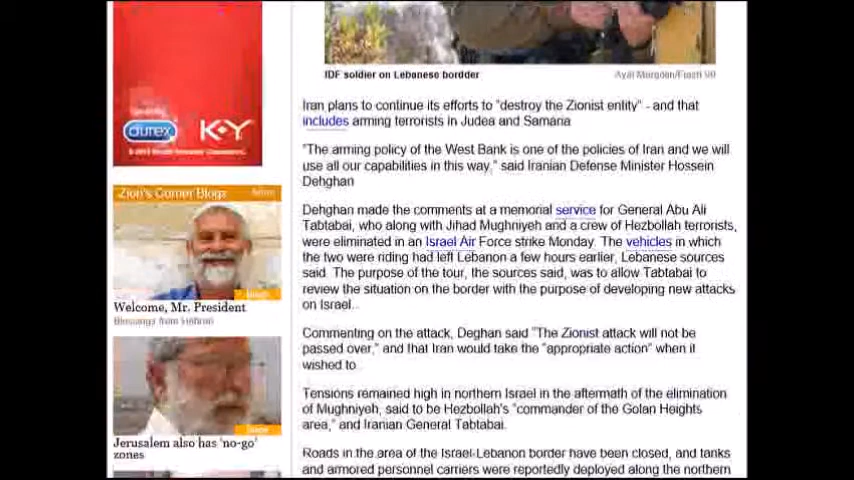 durex
K-Y
IDF soldier on Lebanese bordder
Iran plans to continue its efforts to "destroy the Zionist entity" - and that
includes arming terrorists in Judea and Samaria
"The arming policy of the West Bank is one of the policies of Iran and we will
use all our capabilities in this way," said Iranian Defense Minister Hossein
Dehghan
Dehghan made the comments at a memorial service for General Abu Ali
Tabtabai, who along with Jihad Mughniyeh and a crew of Hezbollah terrorists,
were eliminated in an Israel Air Force strike Monday. The vehicles in which
the two were riding had left Lebanon a few hours earlier, Lebanese sources
said. The purpose of the tour, the sources said, was to allow Tabtabai to
review the situation on the border with the purpose of developing new attacks
on Israel.
Commenting on the attack, Deghan said "The Zionist attack will not be
passed over," and that Iran would take the "appropriate action" when it
wished to.
Tensions remained high in northern Israel in the aftermath of the elimination
of Mughniyeh, said to be Hezbollah's "commander of the Golan Heights
area," and Iranian General Tabtabai.
Roads in the area of the Israel-Lebanon border have been closed, and tanks
and armored personnel carriers were reportedly deployed along the northern
Zion's Corner Blogs
Welcome, Mr. President
Blessings from Hebron
Jerusalem also has 'no-go'
zones